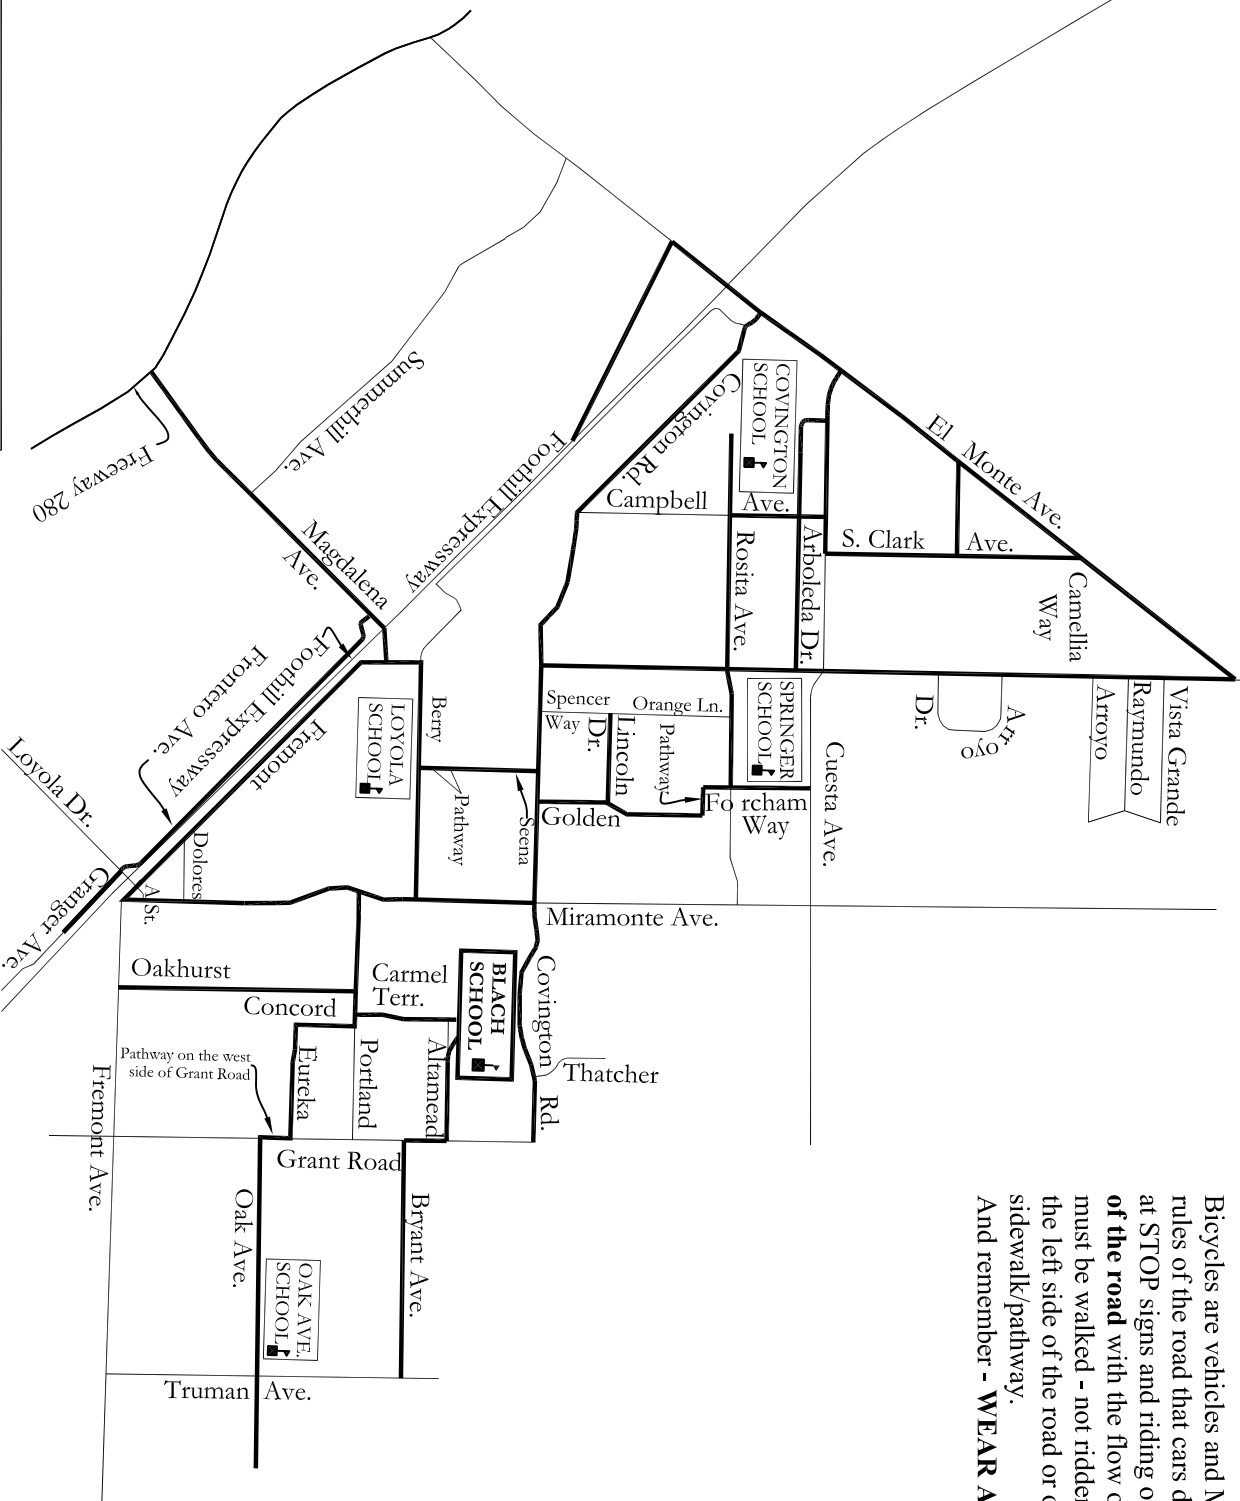 El Monte Ave.
COVINGTON
SCHOOL
Covington Rd.
Campbell Ave.
Summerhill Ave.
Foothill Expressway
Freeway 280
Magdalena
Ave.
S. Clark Ave.
Rosita Ave.
Arboleda Dr.
Camellia
Way
Foothill Expressway
Frontero Ave.
Fremont
LOYOLA
SCHOOL
Berry
Spencer
Way
Orange Ln.
Lincoln
Dr.
Pathway
SPRINGER
SCHOOL
Cuesta Ave.
Arroyo
Dr.
Arroyo
Raymundo
Vista Grande
Loyola Dr.
Dolores
Pathway
Seena
Golden
Fo rcham
Way
Granger Ave.
A St.
Miramonte Ave.
Oakhurst
Carmel
Terr.
BLACH
SCHOOL
Covington Rd.
Concord
Pathway on the west
side of Grant Road
Eureka
Portland
Altamead
Thatcher
Fremont Ave.
Grant Road
Oak Ave.
Bryant Ave.
OAK AVE.
SCHOOL
Truman Ave.
Bicycles are vehicles and
rules of the road that cars
at STOP signs and riding
of the road with the flow
must be walked - not
the left side of the road or
sidewalk/pathway.
And remember - WEAR A